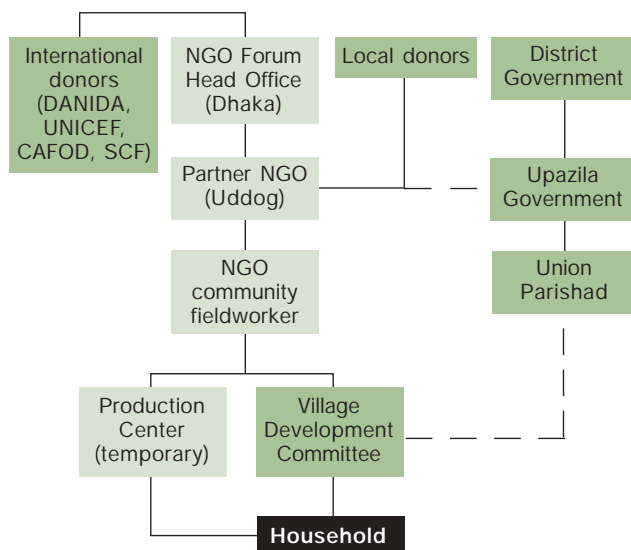 International
donors
(DANIDA,
UNICEF,
CAFOD, SCF)
NGO Forum
Head Office
(Dhaka)
Local donors
District
Government
Partner NGO
(Uddog)
Upazila
Government
NGO
community
fieldworker
Union
Parishad
Production
Center
(temporary)
Village
Development
Committee
Household